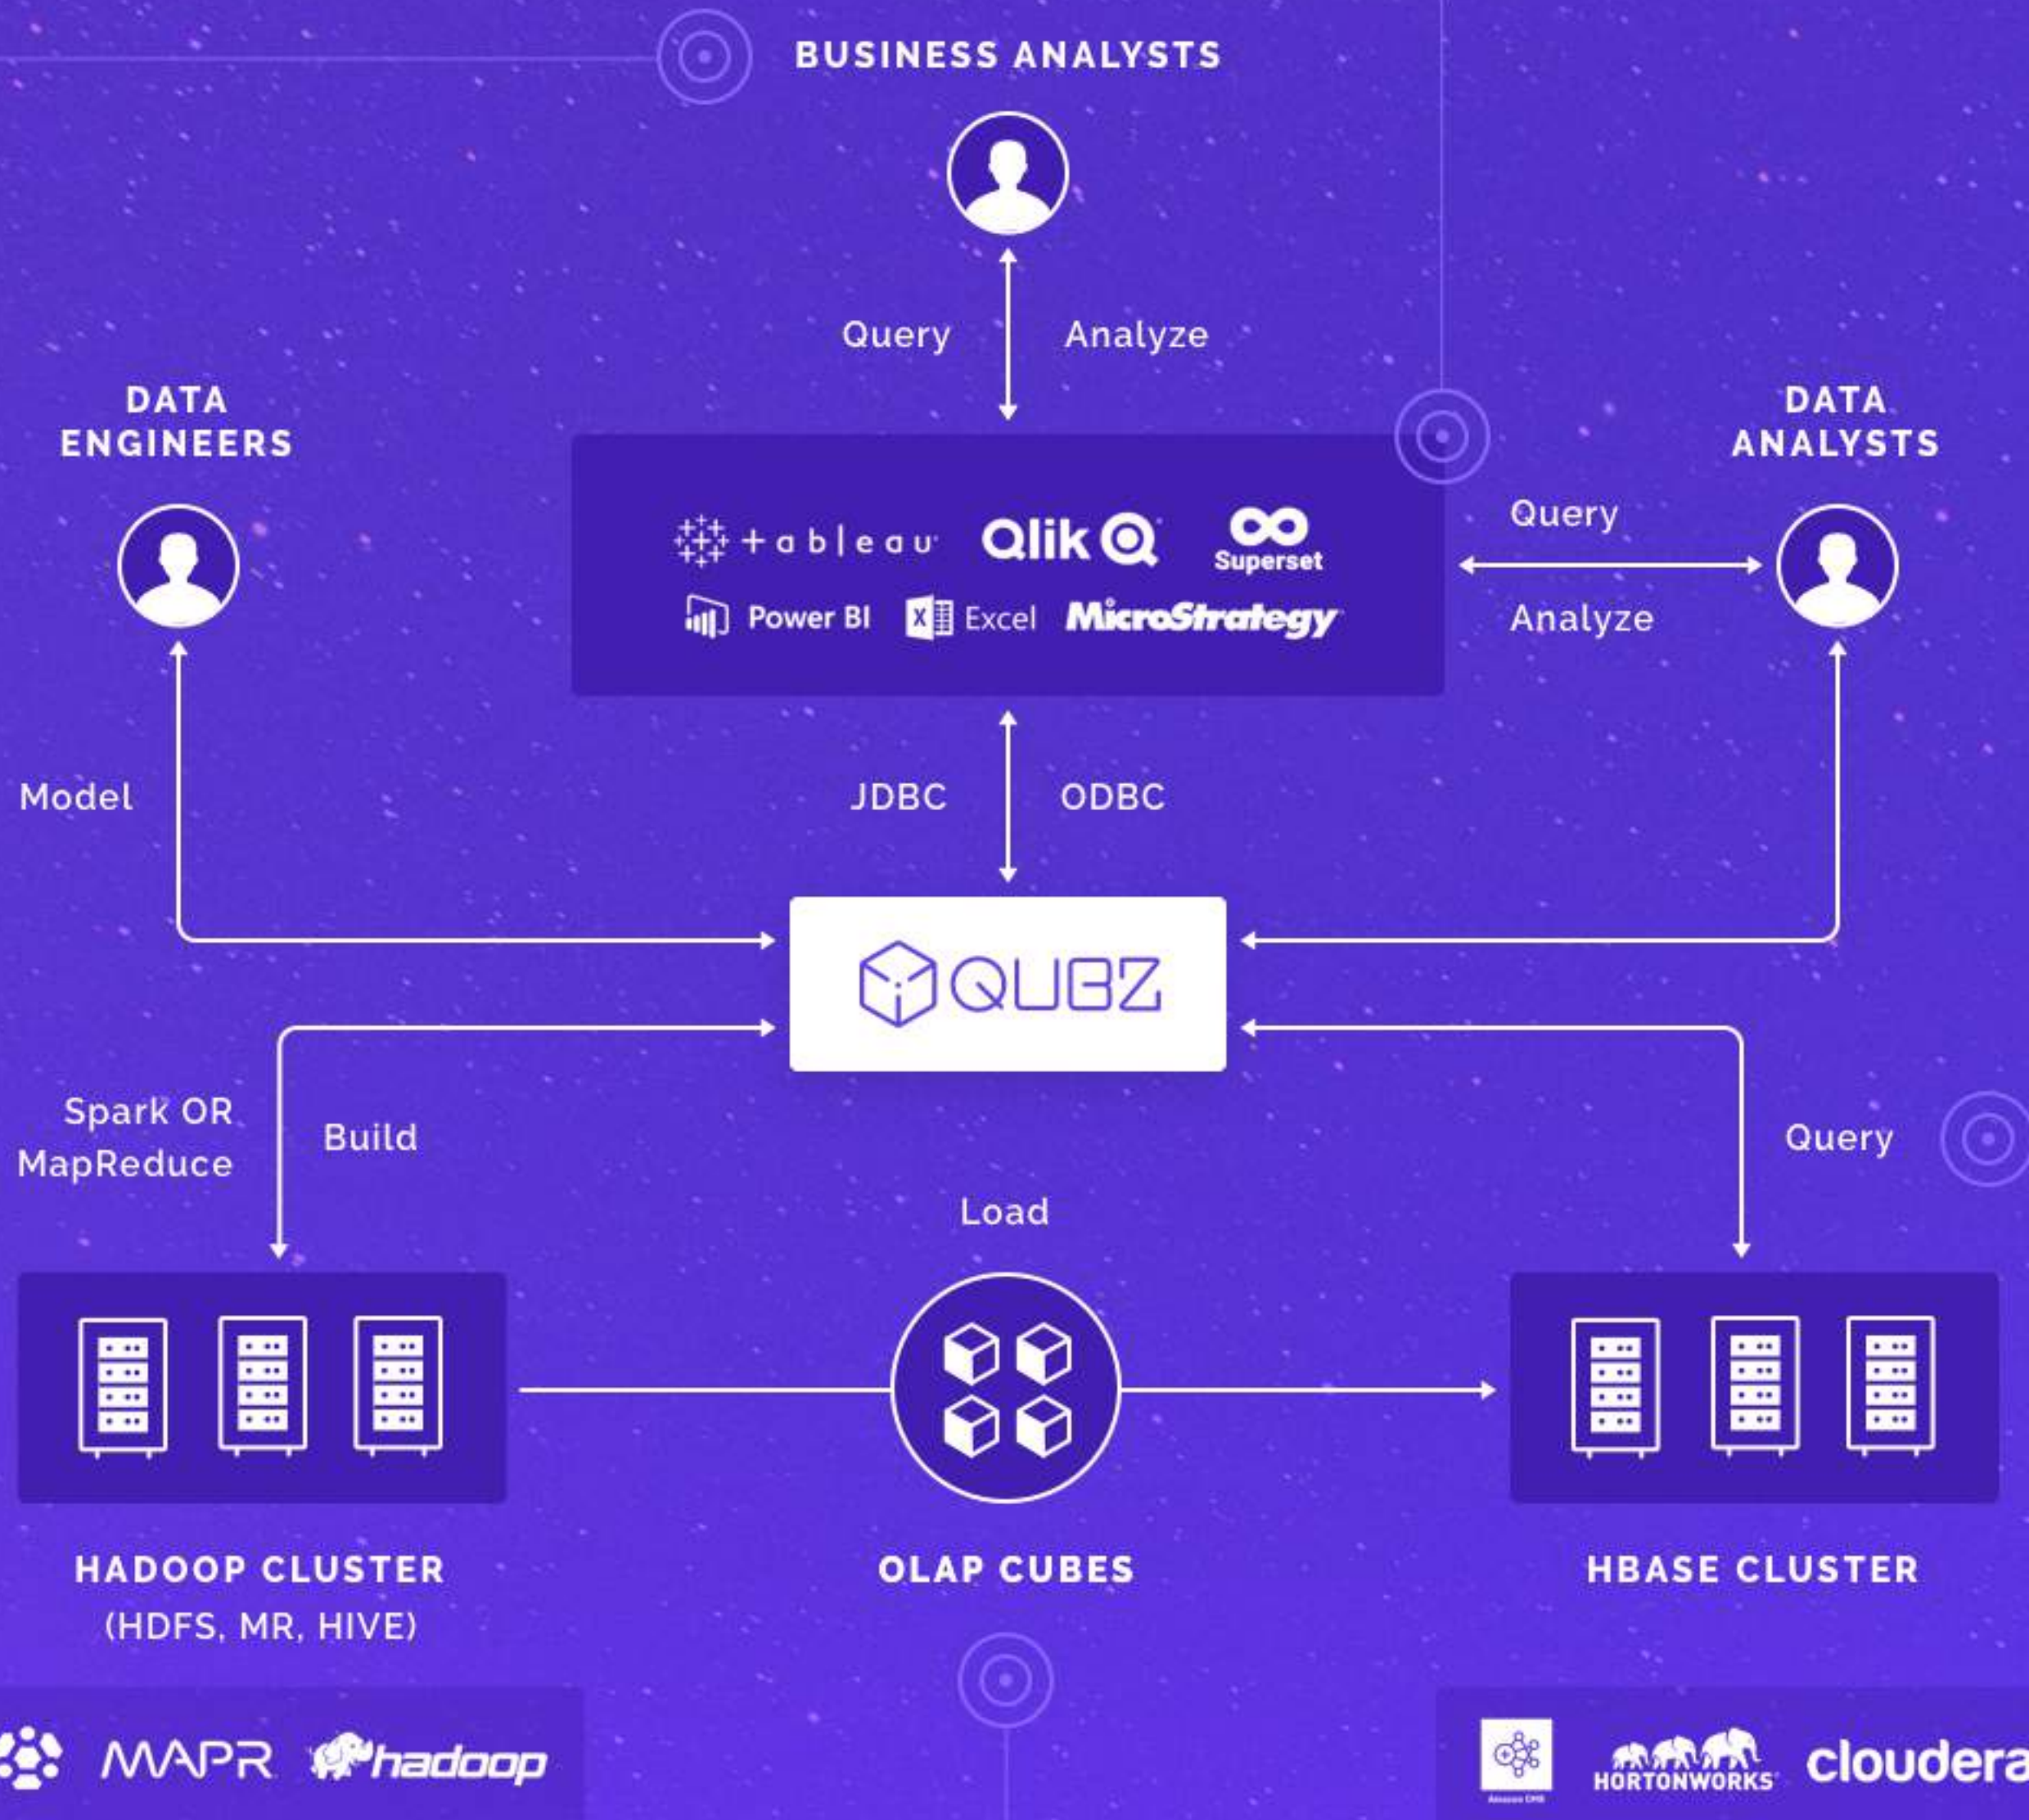 BUSINESS ANALYSTS
Query
Analyze
DATA
ENGINEERS
DATA
ANALYSTS
+ a b | e a u
Qlik Q
Superset
Power BI
Excel
MicroStrategy
Query
Analyze
Model
JDBC
ODBC
QUBZ
Spark OR
MapReduce
Build
Query
Load
HADOOP CLUSTER
(HDFS, MR, HIVE)
OLAP CUBES
HBASE CLUSTER
MAPR
hadoop
Amazon EMR
HORTONWORKS
cloudera